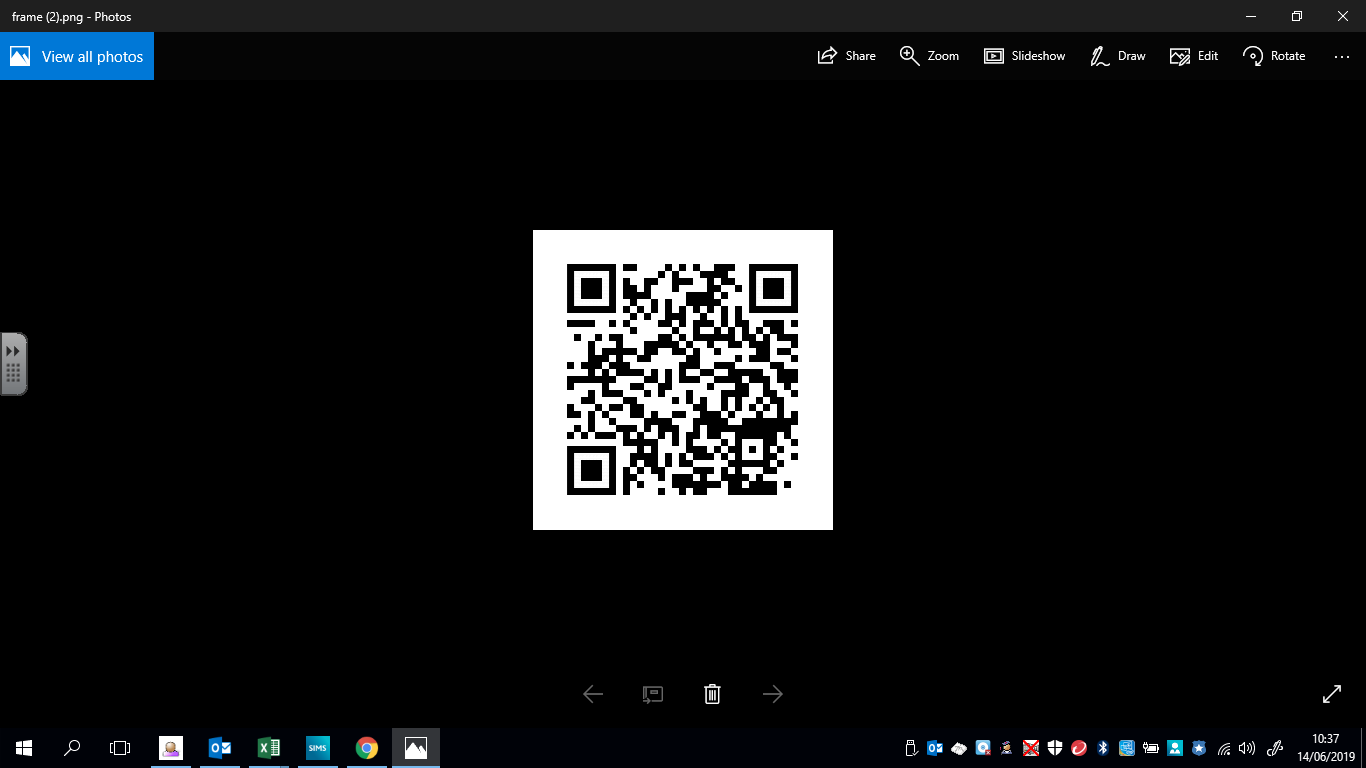 frame (2).png - Photos
View all photos
Share
Zoom
Slideshow
Draw
Edit
Rotate
SIMS
10:37
14/06/2019